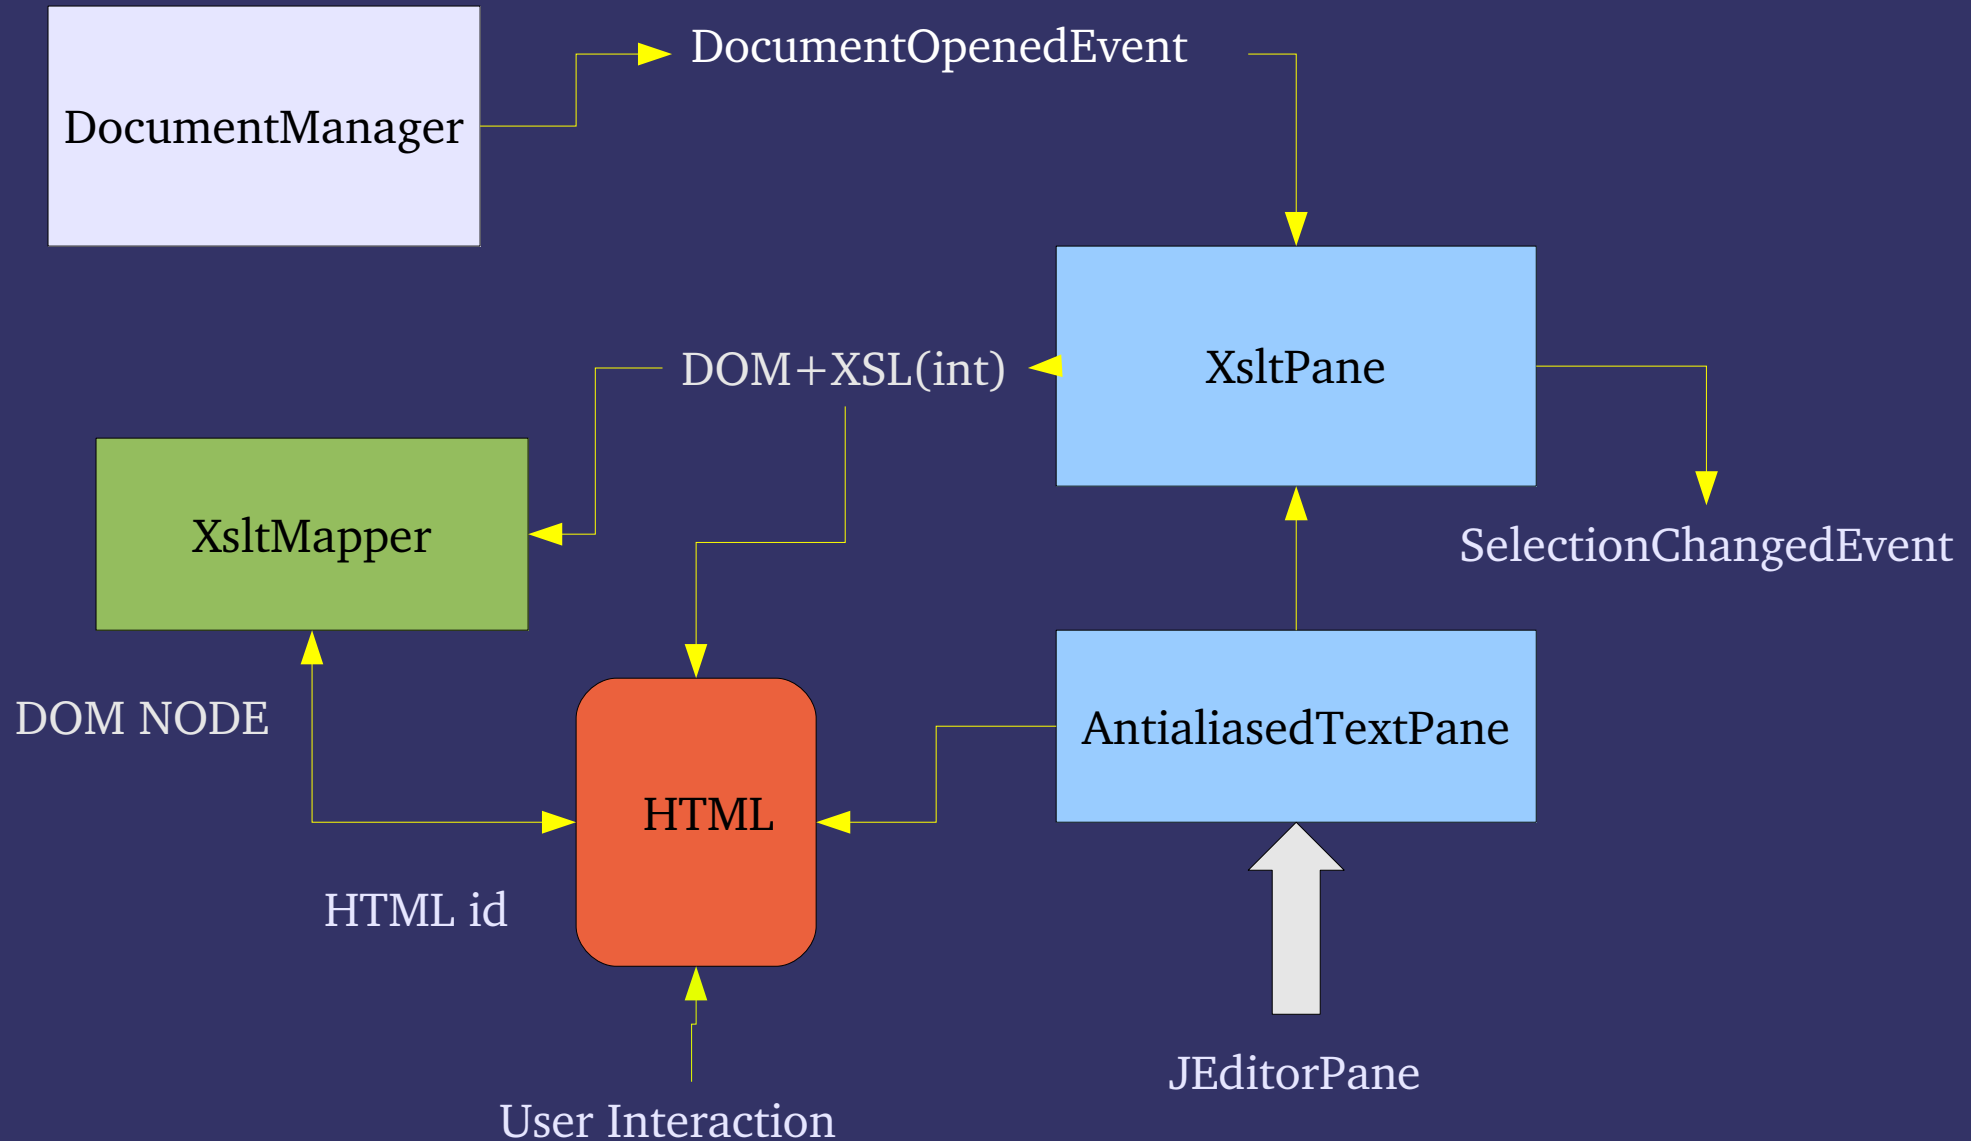 DocumentOpenedEvent
DocumentManager
DOM+XSL(int)
XsltPane
XsltMapper
SelectionChangedEvent
DOM NODE
AntialiasedTextPane
HTML
HTML id
JEditorPane
User Interaction